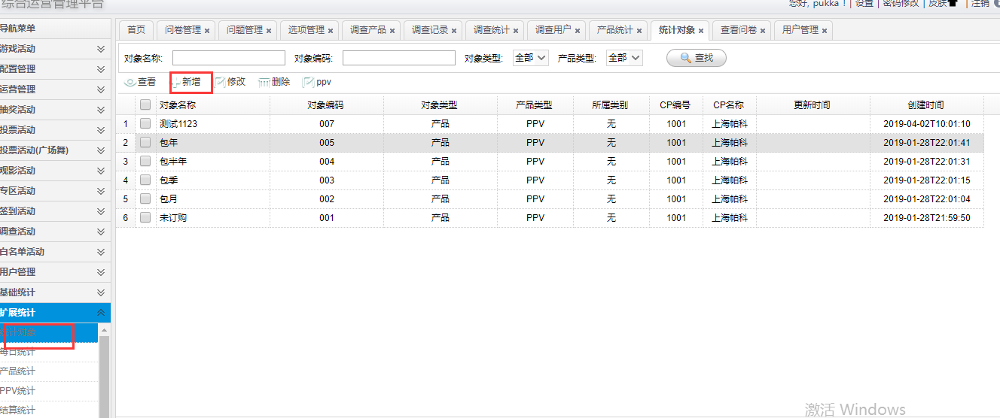 综合运营管理平台
您好, pukka ! | 设置 | 密码修改 | 皮肤 | 注销
导航菜单
游戏活动
配置管理
运营管理
抽奖活动
投票活动
投票活动(广场舞)
观影活动
专区活动
签到活动
调查活动
白名单活动
用户管理
基础统计
扩展统计
统计对象
每日统计
产品统计
PPV统计
结算统计
首页 问卷管理 问题管理 选项管理 调查产品 调查记录 调查统计 调查用户 产品统计 统计对象 查看问卷 用户管理
对象名称: 对象编码: 对象类型: 全部 产品类型: 全部 查找
查看 新增 修改 删除 ppv
对象名称 对象编码 对象类型 产品类型 所属类别 CP编号 CP名称 更新时间 创建时间
1 测试1123 007 产品 PPV 无 1001 上海帕科 2019-04-02T10:01:10
2 包年 005 产品 PPV 无 1001 上海帕科 2019-01-28T22:01:41
3 包半年 004 产品 PPV 无 1001 上海帕科 2019-01-28T22:01:31
4 包季 003 产品 PPV 无 1001 上海帕科 2019-01-28T22:01:15
5 包月 002 产品 PPV 无 1001 上海帕科 2019-01-28T22:01:04
6 未订购 001 产品 PPV 无 1001 上海帕科 2019-01-28T21:59:50
激活 Windows